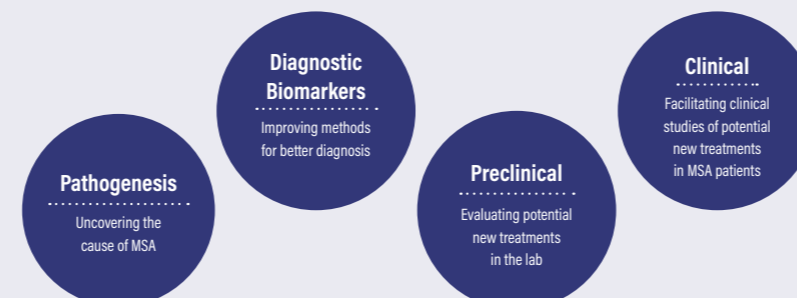 Pathogenesis
Uncovering the
cause of MSA
Diagnostic
Biomarkers
Improving methods
for better diagnosis
Preclinical
Evaluating potential
new treatments
in the lab
Clinical
Facilitating clinical
studies of potential
new treatments
in MSA patients